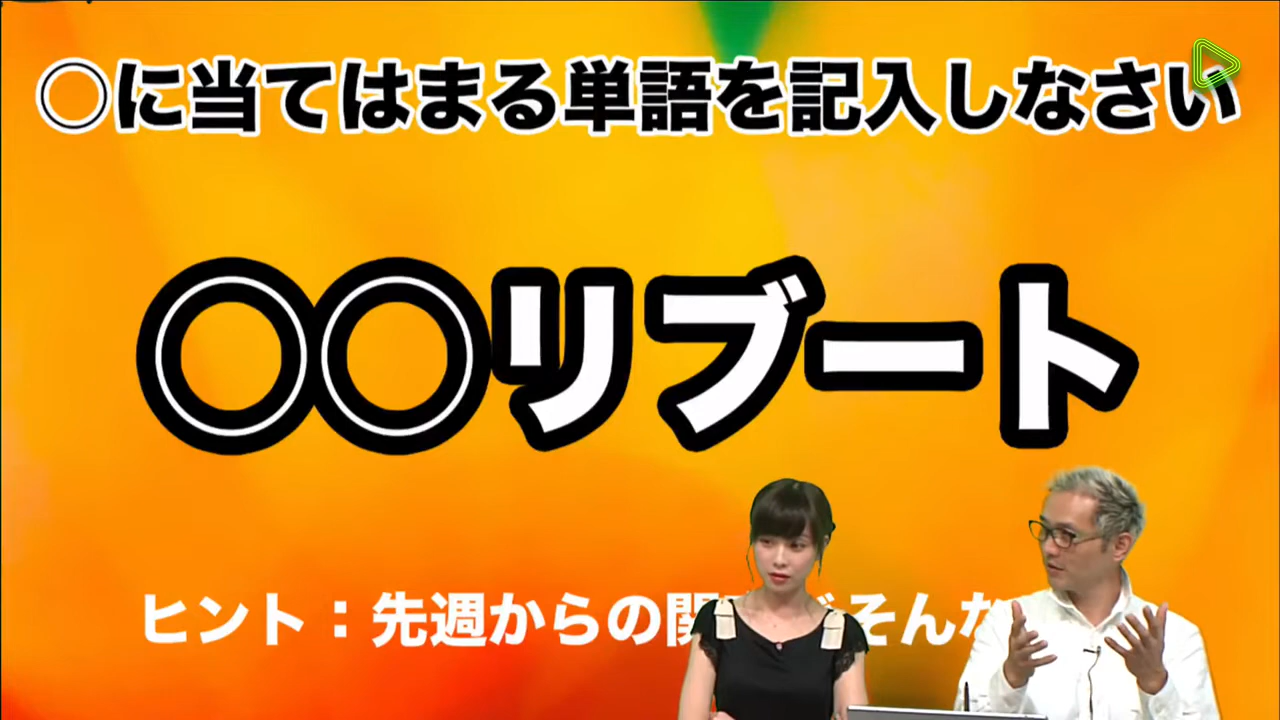 ○に当てはまる単語を記入しなさい
○○リブート
ヒント：先週からの関 そんな